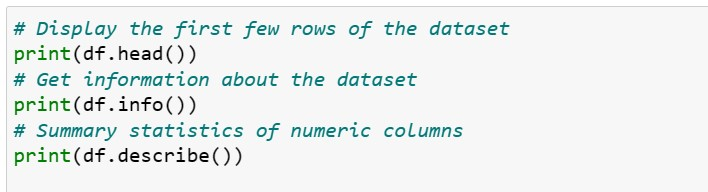 # Display the first few rows of the dataset
print(df.head())
# Get information about the dataset
print(df.info())
# Summary statistics of numeric columns
print(df.describe())